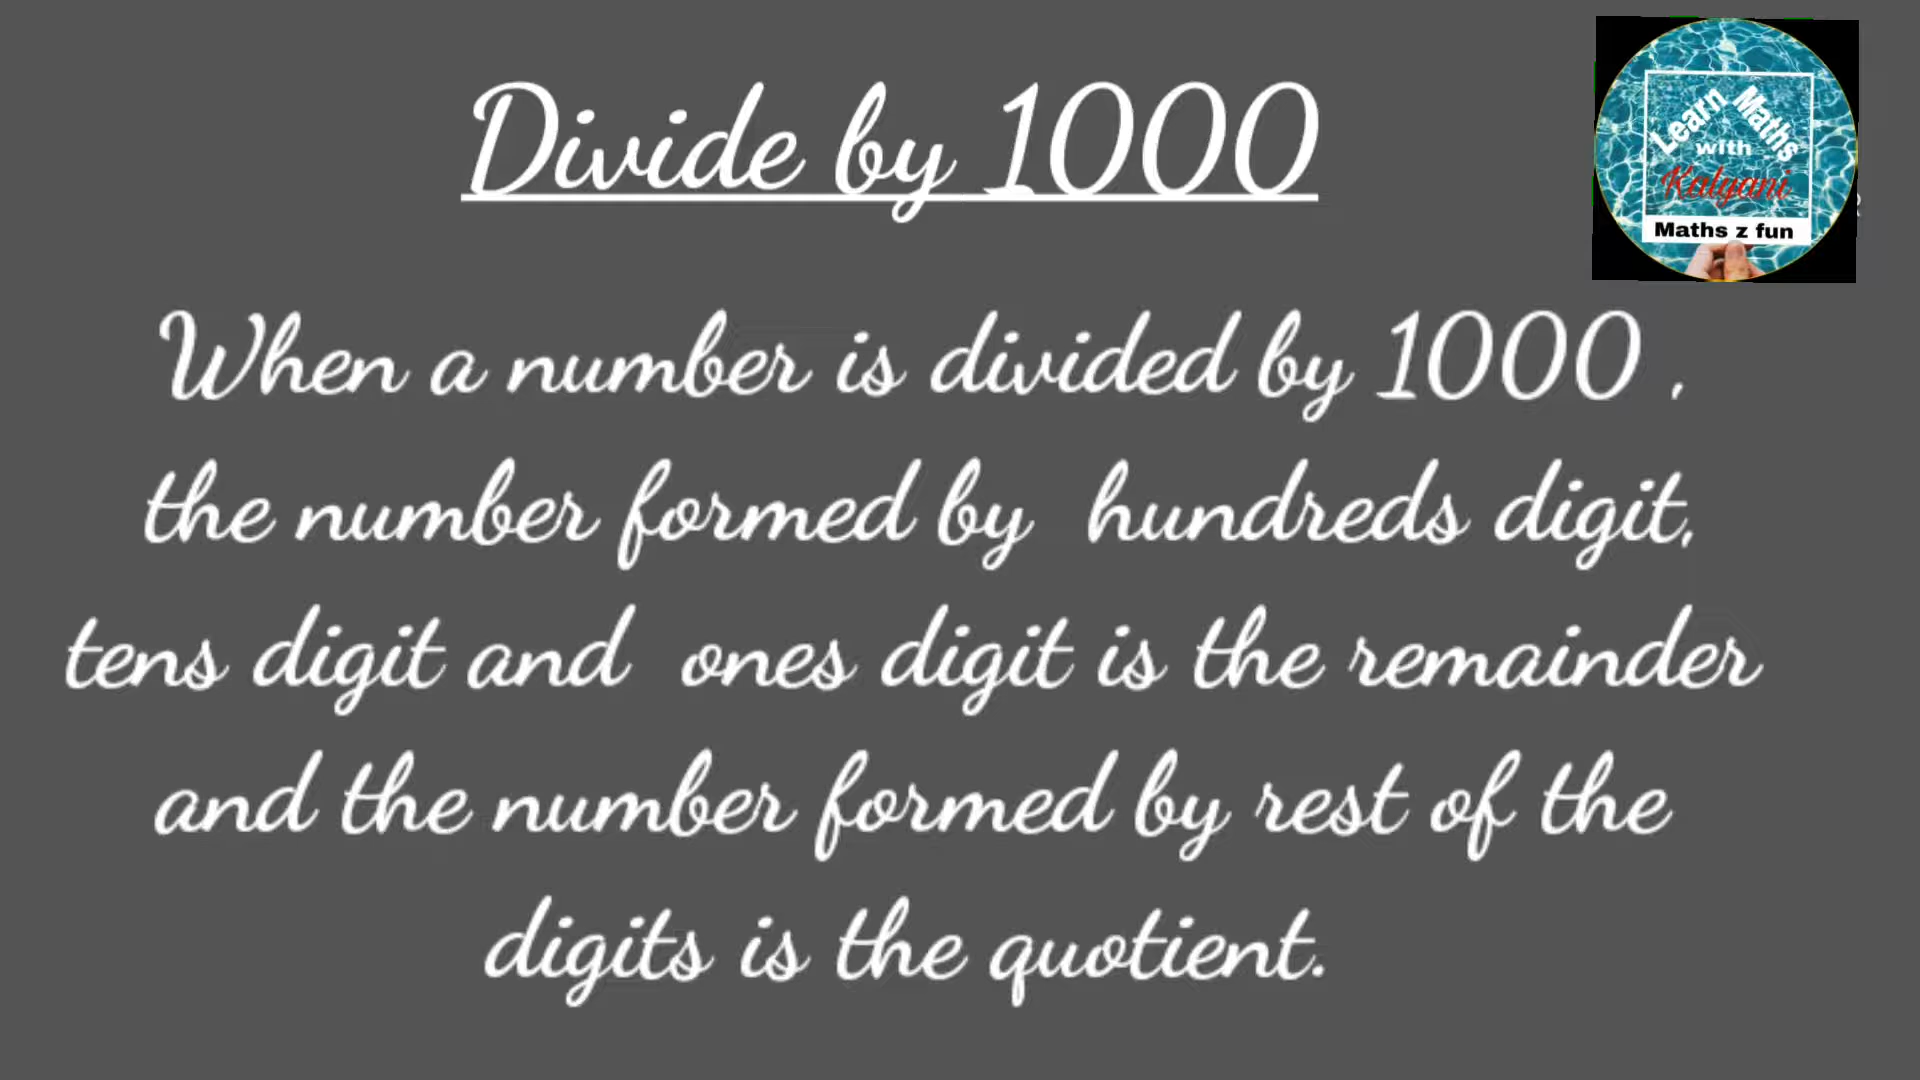 Divide by 1000
Learn Maths
with
Kalyani
Maths z fun
When a number is divided by 1000 ,
the number formed by hundreds digit,
tens digit and ones digit is the remainder
and the number formed by rest of the
digits is the quotient.